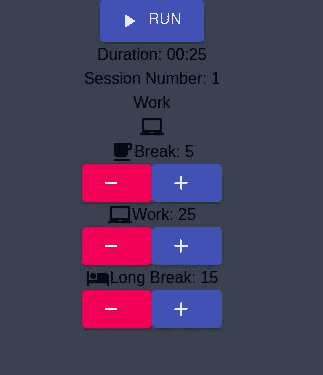 RUN
Duration: 00:25
Session Number: 1
Work
Break: 5
− +
Work: 25
− +
Long Break: 15
− +